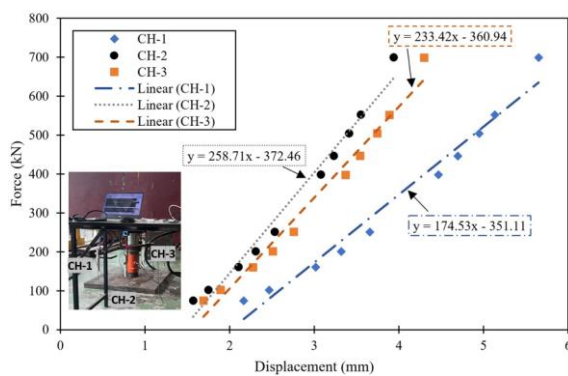 800
700
600
500
400
300
200
100
0
Force (kN)
CH-1
CH-2
CH-3
Linear (CH-1)
Linear (CH-2)
Linear (CH-3)
y = 233.42x - 360.94
y = 258.71x - 372.46
y = 174.53x - 351.11
CH-1
CH-3
CH-2
0 1 2 3 4 5 6
Displacement (mm)